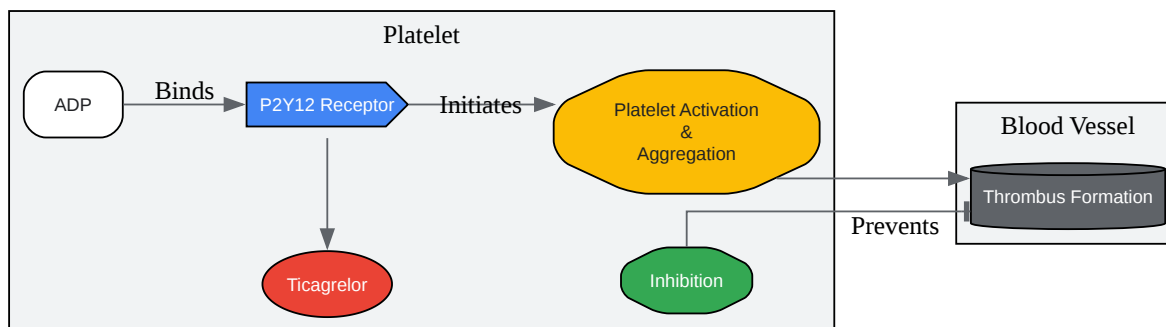 Platelet
ADP
Binds
P2Y12 Receptor
Initiates
Platelet Activation
&
Aggregation
Blood Vessel
Thrombus Formation
Prevents
Ticagrelor
Inhibition